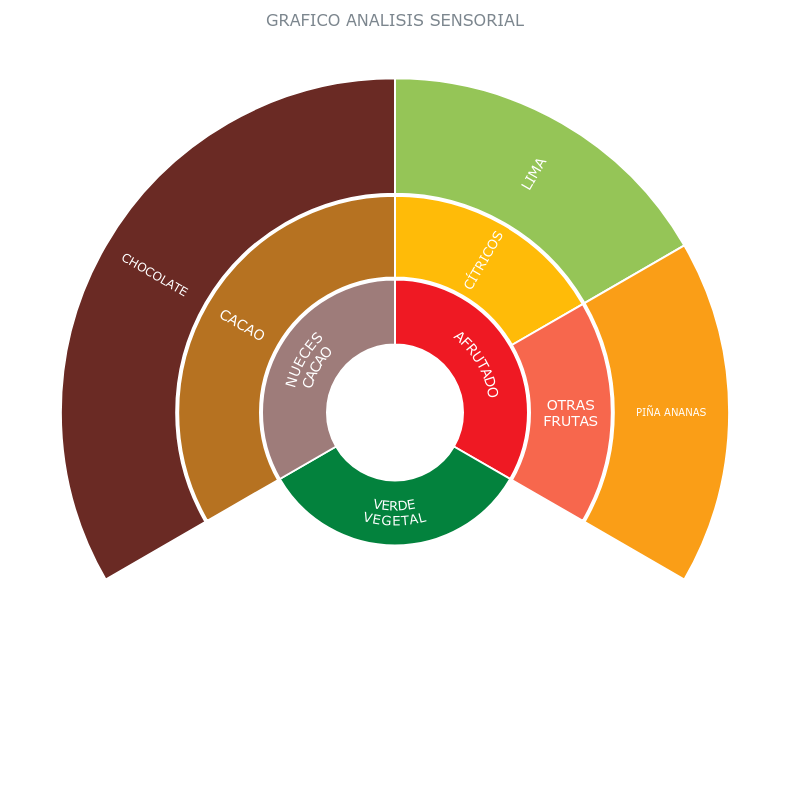 GRAFICO ANALISIS SENSORIAL
LIMA
CÍTRICOS
CHOCOLATE
CACAO
NUECES
CACAO
AFRUTADO
OTRAS
FRUTAS
PIÑA ANANAS
VERDE
VEGETAL